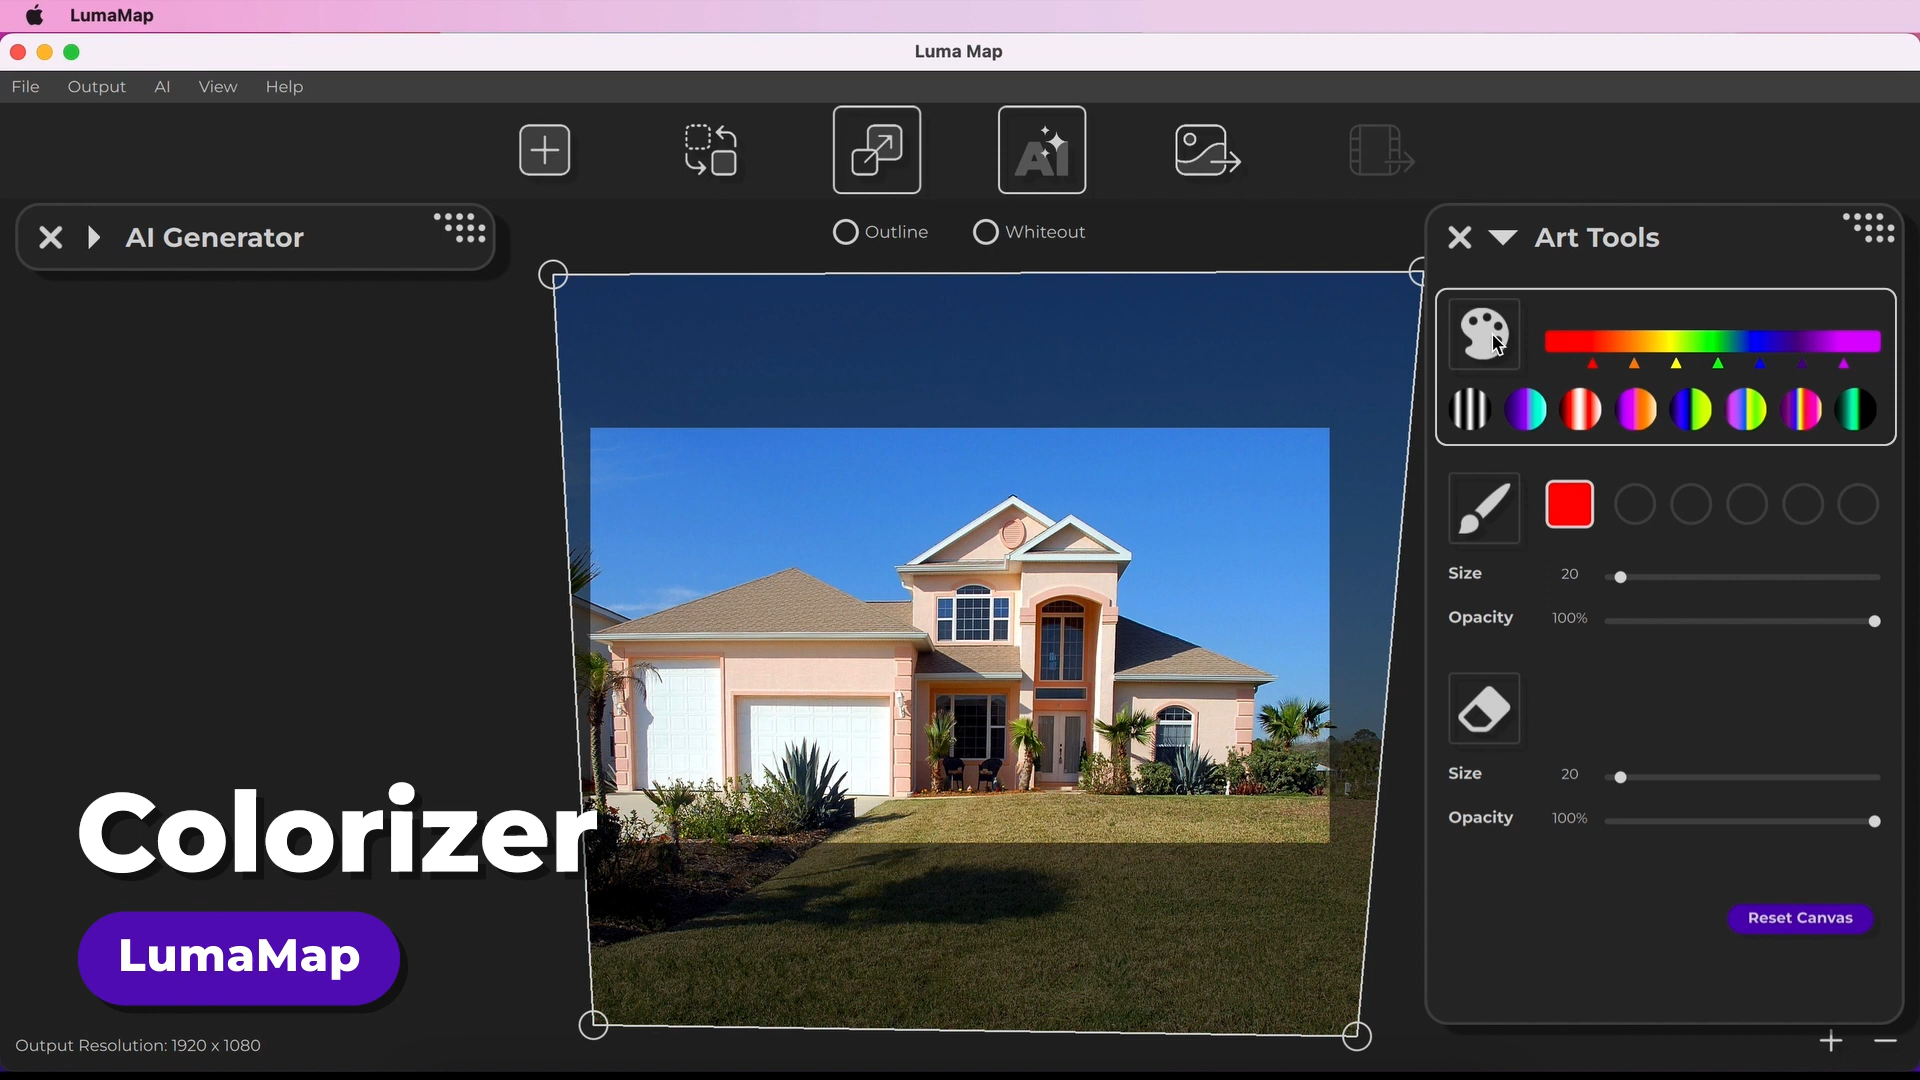 LumaMap
Luma Map
File Output AI View Help
AI
Outline Whiteout
AI Generator
Art Tools
Size 20
Opacity 100%
Size 20
Opacity 100%
Reset Canvas
Colorizer
LumaMap
Output Resolution: 1920 x 1080